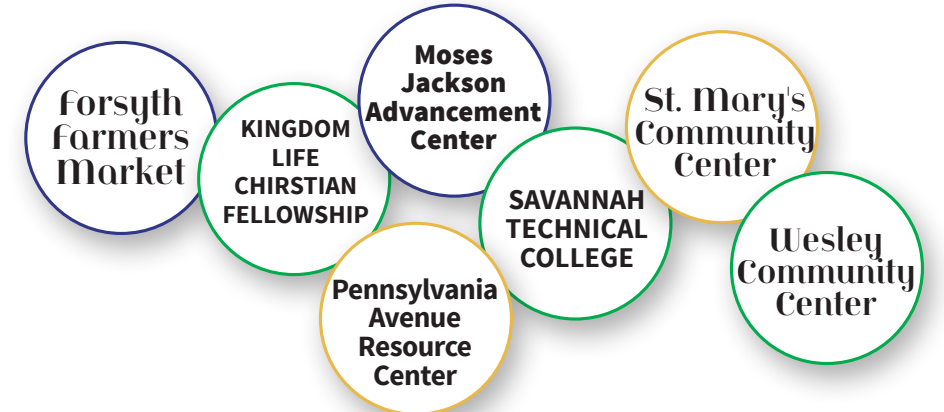 Forsyth
Farmers
Market
KINGDOM
LIFE
CHIRSTIAN
FELLOWSHIP
Moses
Jackson
Advancement
Center
Pennsylvania
Avenue
Resource
Center
SAVANNAH
TECHNICAL
COLLEGE
St. Mary's
Community
Center
Wesley
Community
Center